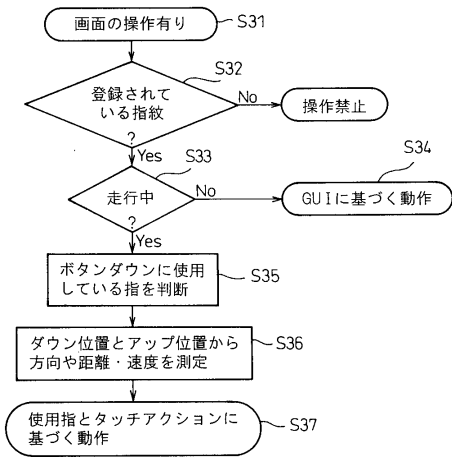 画面の操作有り
S31
登録されて
いる指紋
?
S32
No
操作禁止
Yes
走行中
?
S33
No
S34
GUIに基づく動作
Yes
ボタンダウンに使用
している指を判断
S35
ダウン位置とアップ位置から
方向や距離・速度を測定
S36
使用指とタッチアクションに
基づく動作
S37